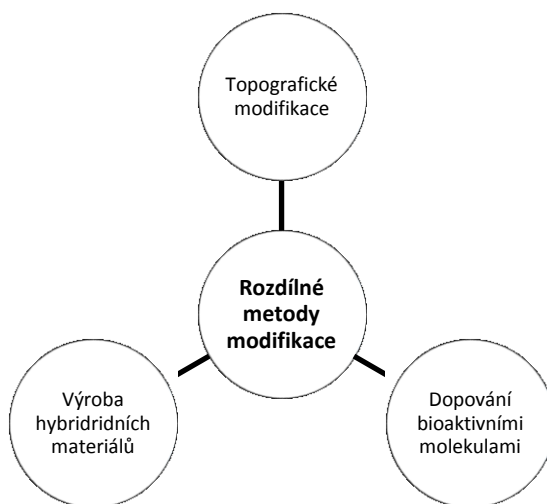 Topografické
modifikace
Rozdílné
metody
modifikace
Výroba
hybridridních
materiálů
Dopování
bioaktivními
molekulami